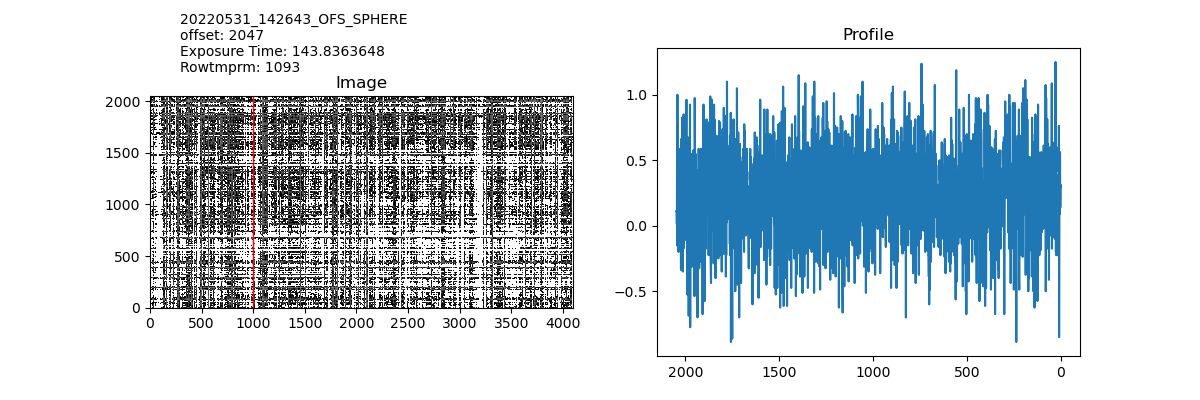 20220531_142643_OFS_SPHERE
offset: 2047
Exposure Time: 143.8363648
Rowtmprm: 1093
Image
2000
1500
1000
500
0
0 500 1000 1500 2000 2500 3000 3500 4000
Profile
1.0
0.5
0.0
−0.5
2000 1500 1000 500 0